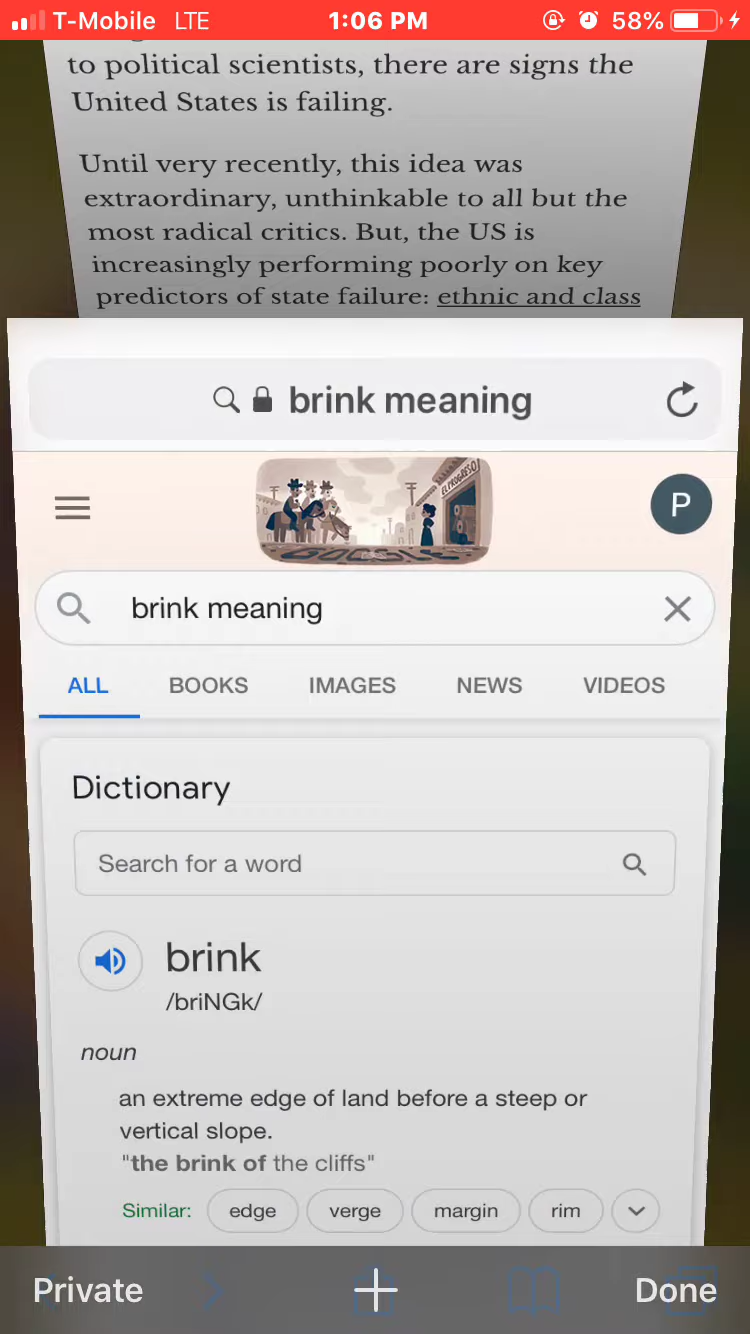 T-Mobile LTE 1:06 PM 58%
to political scientists, there are signs the
United States is failing.
Until very recently, this idea was
extraordinary, unthinkable to all but the
most radical critics. But, the US is
increasingly performing poorly on key
predictors of state failure: ethnic and class
brink meaning
EL PROGRESO
GOOGLE
P
brink meaning
ALL BOOKS IMAGES NEWS VIDEOS
Dictionary
Search for a word
brink
/briNGk/
noun
an extreme edge of land before a steep or
vertical slope.
"the brink of the cliffs"
Similar: edge verge margin rim
Private Done